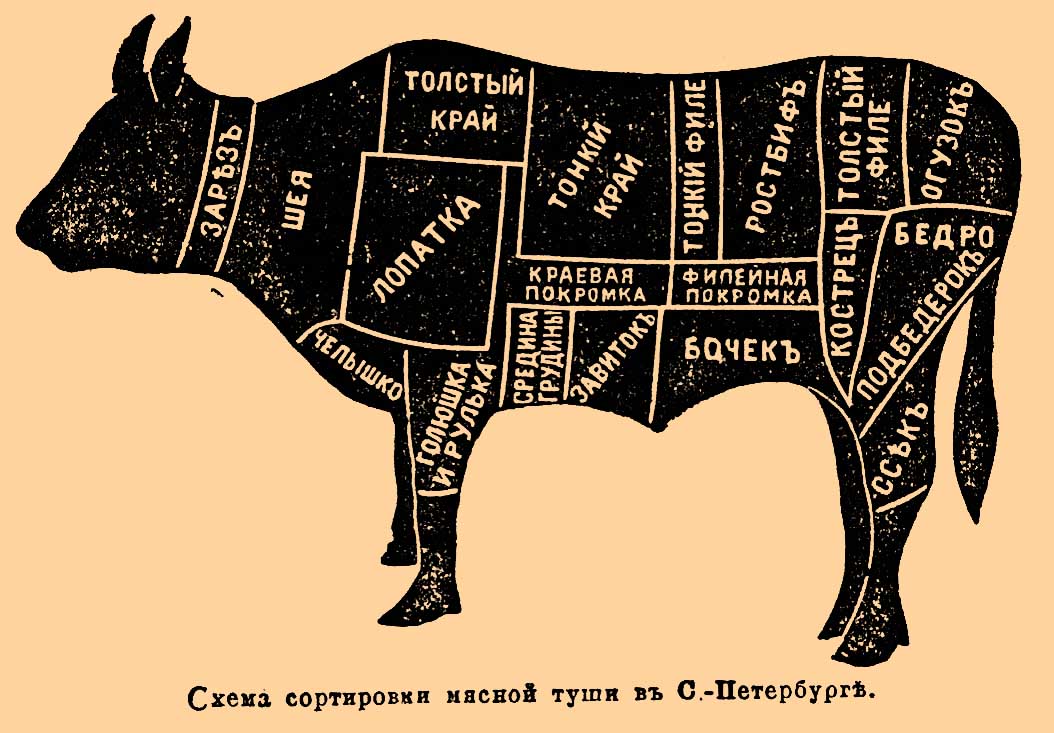 ЗАРѢЗЪ
ШЕЯ
ТОЛСТЫЙ
КРАЙ
ЛОПАТКА
ТОНКІЙ
КРАЙ
ТОНКІЙ ФИЛЕ
РОСТБИФЪ
ТОЛСТЫЙ
ФИЛЕ
ОГУЗОКЪ
КРАЕВАЯ
ПОКРОМКА
ФИЛЕЙНАЯ
ПОКРОМКА
КОСТРЕЦЪ
БЕДРО
ПОДБЕДЕРОКЪ
ЧЕЛЫШКО
ГОЛЮШКА
И РУЛЬКА
СРЕДИНА
ГРУДИНЫ
ЗАВИТОКЪ
БОЧЕКЪ
ССѢКЪ
Схема сортировки мясной туши въ С.-Петербургѣ.